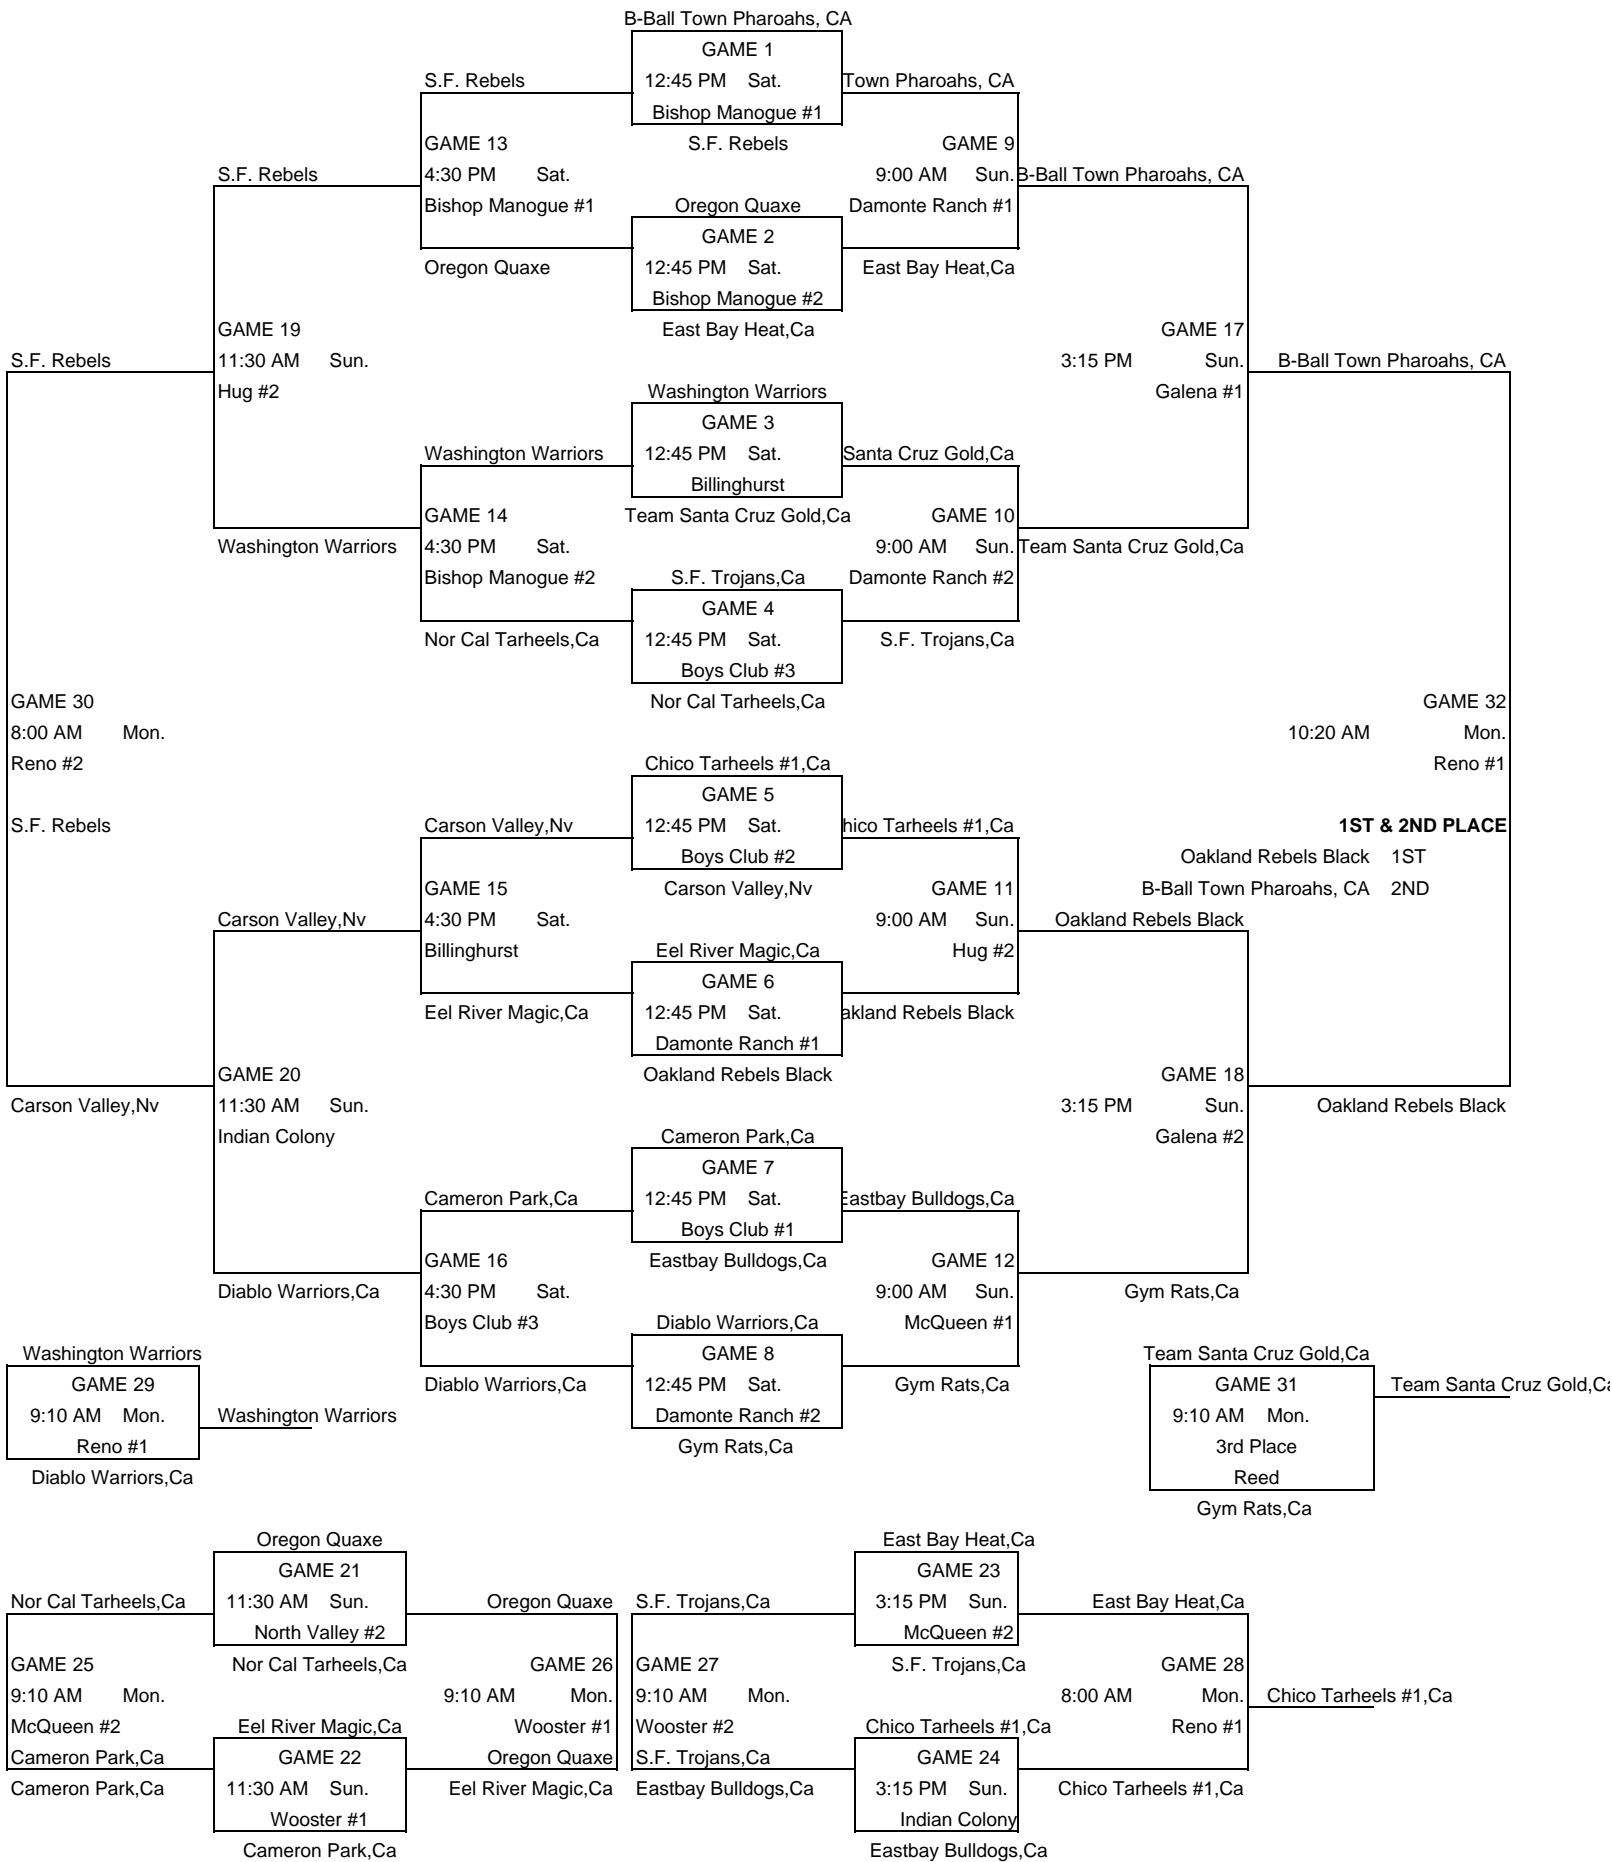 B-Ball Town Pharoahs, CA
GAME 1
S.F. Rebels
12:45 PM Sat.
Town Pharoahs, CA
Bishop Manogue #1
GAME 13
S.F. Rebels
GAME 9
S.F. Rebels
4:30 PM Sat.
9:00 AM Sun.
B-Ball Town Pharoahs, CA
Bishop Manogue #1
Oregon Quaxe
Damonte Ranch #1
GAME 2
Oregon Quaxe
12:45 PM Sat.
East Bay Heat,Ca
Bishop Manogue #2
GAME 19
East Bay Heat,Ca
GAME 17
S.F. Rebels
11:30 AM Sun.
3:15 PM Sun.
B-Ball Town Pharoahs, CA
Hug #2
Washington Warriors
Galena #1
GAME 3
Washington Warriors
12:45 PM Sat.
Santa Cruz Gold,Ca
Billinghurst
GAME 14
Team Santa Cruz Gold,Ca
GAME 10
Washington Warriors
4:30 PM Sat.
9:00 AM Sun.
Team Santa Cruz Gold,Ca
Bishop Manogue #2
S.F. Trojans,Ca
Damonte Ranch #2
GAME 4
Nor Cal Tarheels,Ca
12:45 PM Sat.
S.F. Trojans,Ca
Boys Club #3
GAME 30
Nor Cal Tarheels,Ca
GAME 32
8:00 AM Mon.
10:20 AM Mon.
Reno #2
Chico Tarheels #1,Ca
Reno #1
GAME 5
S.F. Rebels
Carson Valley,Nv
12:45 PM Sat.
hico Tarheels #1,Ca
1ST & 2ND PLACE
Boys Club #2
Oakland Rebels Black 1ST
GAME 15
Carson Valley,Nv
GAME 11
B-Ball Town Pharoahs, CA 2ND
Carson Valley,Nv
4:30 PM Sat.
9:00 AM Sun.
Oakland Rebels Black
Billinghurst
Eel River Magic,Ca
Hug #2
GAME 6
Eel River Magic,Ca
12:45 PM Sat.
akland Rebels Black
Damonte Ranch #1
GAME 20
Oakland Rebels Black
GAME 18
Carson Valley,Nv
11:30 AM Sun.
3:15 PM Sun.
Oakland Rebels Black
Indian Colony
Cameron Park,Ca
Galena #2
GAME 7
Cameron Park,Ca
12:45 PM Sat.
Eastbay Bulldogs,Ca
Boys Club #1
GAME 16
Eastbay Bulldogs,Ca
GAME 12
Diablo Warriors,Ca
4:30 PM Sat.
9:00 AM Sun.
Gym Rats,Ca
Boys Club #3
Diablo Warriors,Ca
McQueen #1
Washington Warriors
GAME 8
Team Santa Cruz Gold,Ca
GAME 29
Diablo Warriors,Ca
12:45 PM Sat.
Gym Rats,Ca
GAME 31
Team Santa Cruz Gold,Ca
9:10 AM Mon.
Washington Warriors
Damonte Ranch #2
9:10 AM Mon.
Reno #1
Gym Rats,Ca
3rd Place
Diablo Warriors,Ca
Reed
Gym Rats,Ca
Oregon Quaxe
East Bay Heat,Ca
GAME 21
GAME 23
Nor Cal Tarheels,Ca
11:30 AM Sun.
Oregon Quaxe
S.F. Trojans,Ca
3:15 PM Sun.
East Bay Heat,Ca
North Valley #2
McQueen #2
GAME 25
Nor Cal Tarheels,Ca
GAME 26
GAME 27
S.F. Trojans,Ca
GAME 28
9:10 AM Mon.
9:10 AM Mon.
9:10 AM Mon.
8:00 AM Mon.
Chico Tarheels #1,Ca
McQueen #2
Eel River Magic,Ca
Wooster #1
Wooster #2
Chico Tarheels #1,Ca
Reno #1
Cameron Park,Ca
GAME 22
Oregon Quaxe
S.F. Trojans,Ca
GAME 24
Cameron Park,Ca
11:30 AM Sun.
Eel River Magic,Ca
Eastbay Bulldogs,Ca
3:15 PM Sun.
Chico Tarheels #1,Ca
Wooster #1
Indian Colony
Cameron Park,Ca
Eastbay Bulldogs,Ca